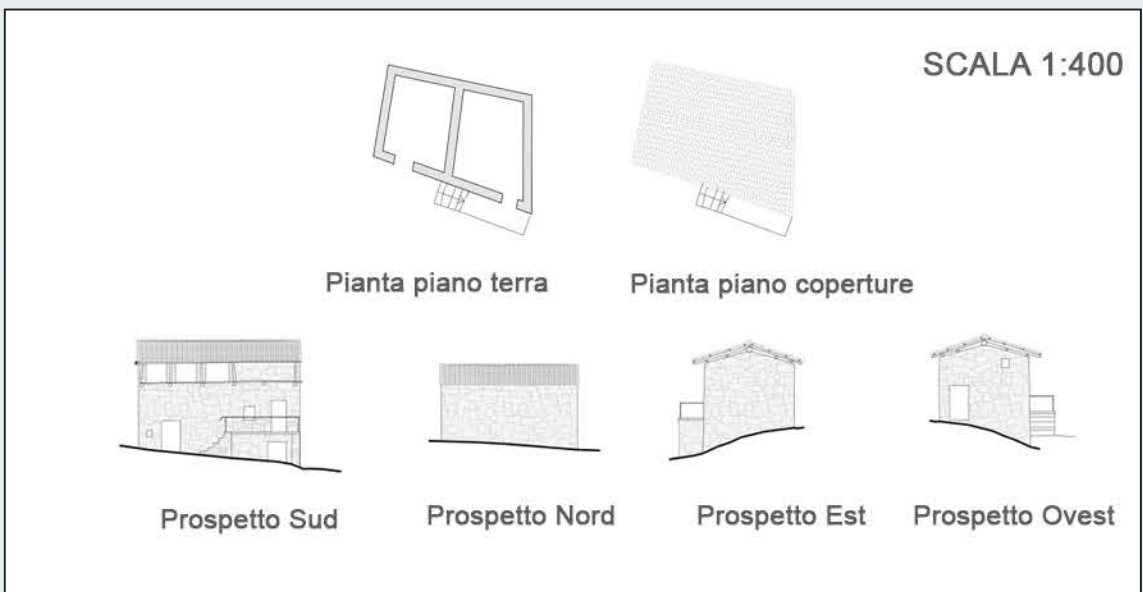 SCALA 1:400
Pianta piano terra
Pianta piano coperture
Prospetto Sud
Prospetto Nord
Prospetto Est
Prospetto Ovest